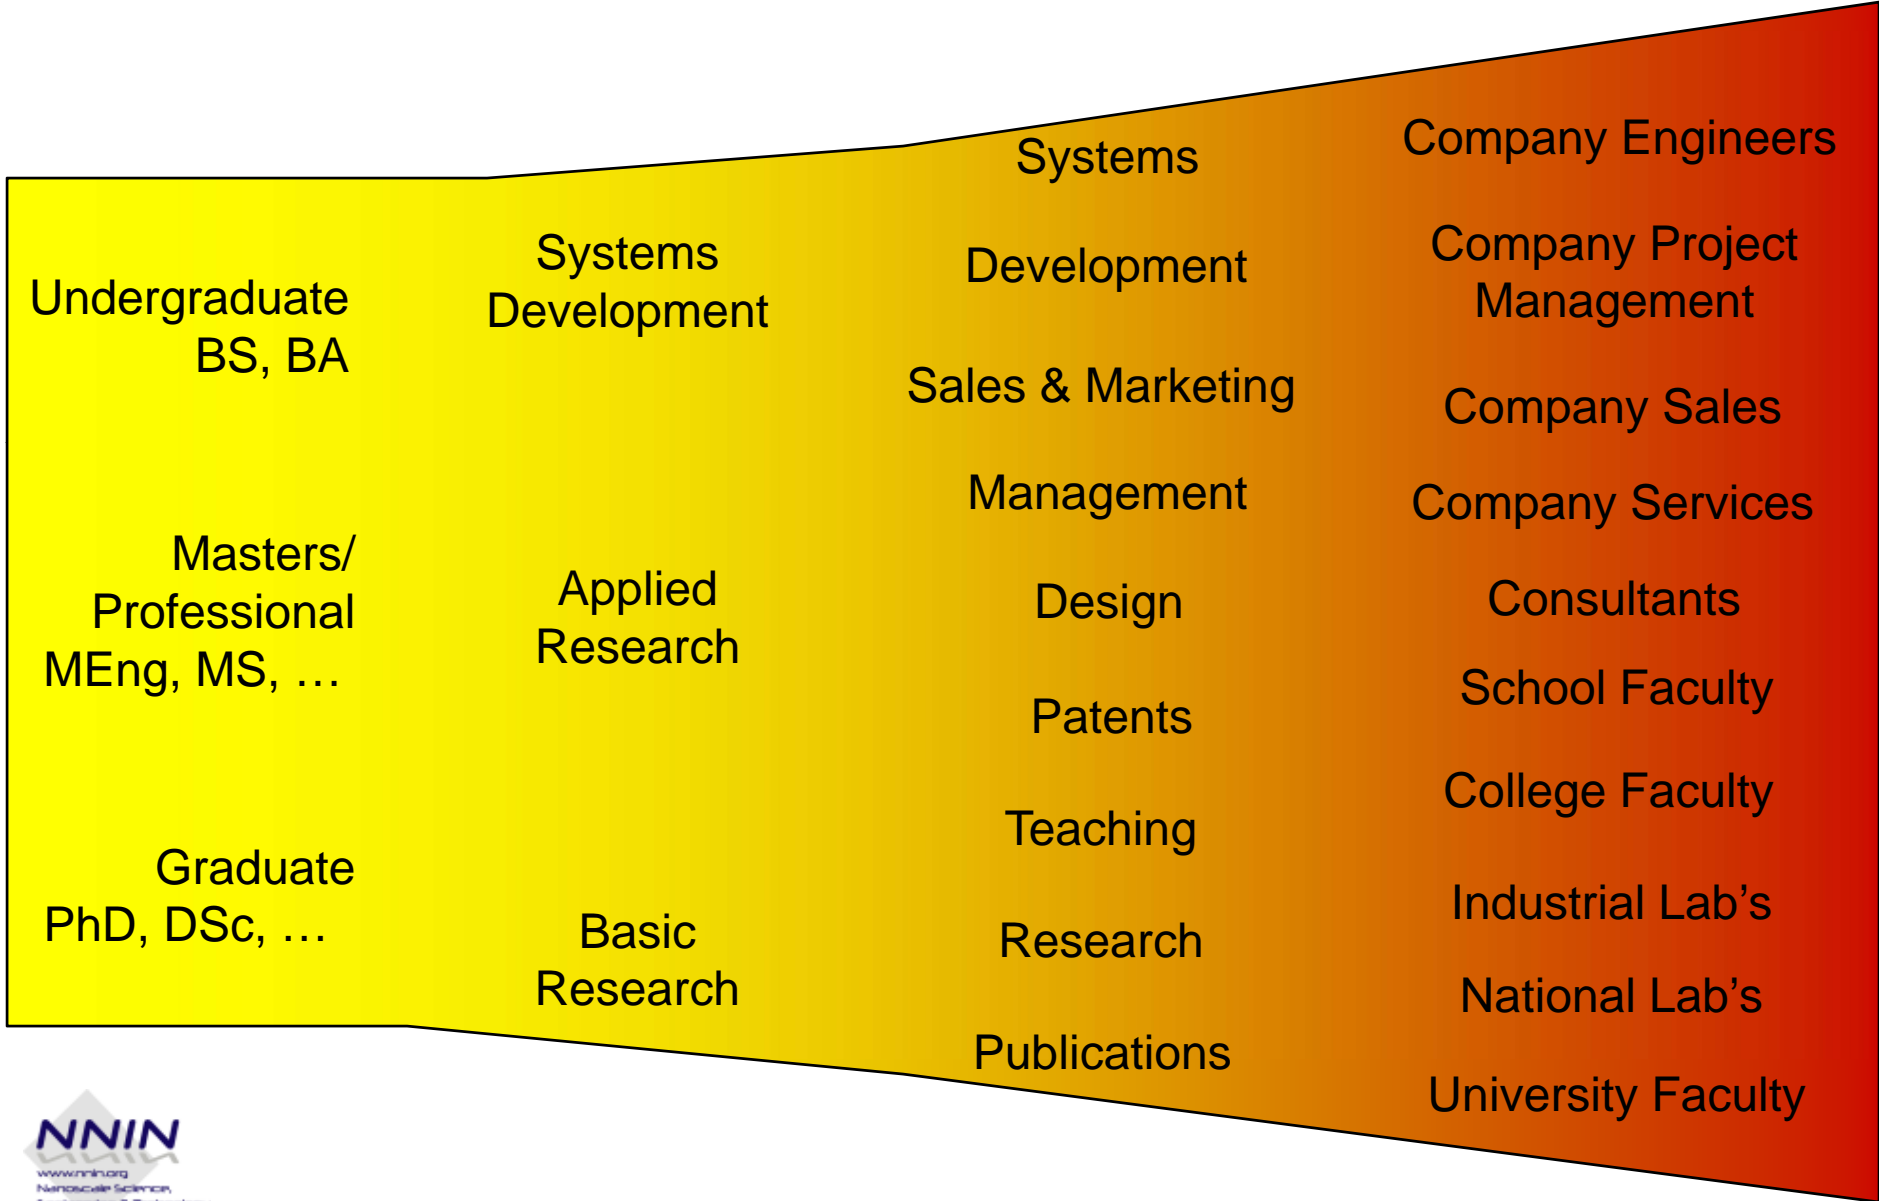 Undergraduate
BS, BA
Masters/
Professional
MEng, MS, …
Graduate
PhD, DSc, …
Systems
Development
Applied
Research
Basic
Research
Systems
Development
Sales & Marketing
Management
Design
Patents
Teaching
Research
Publications
Company Engineers
Company Project
Management
Company Sales
Company Services
Consultants
School Faculty
College Faculty
Industrial Lab's
National Lab's
University Faculty
NNIN
www.nnin.org
Nanoscale Science,